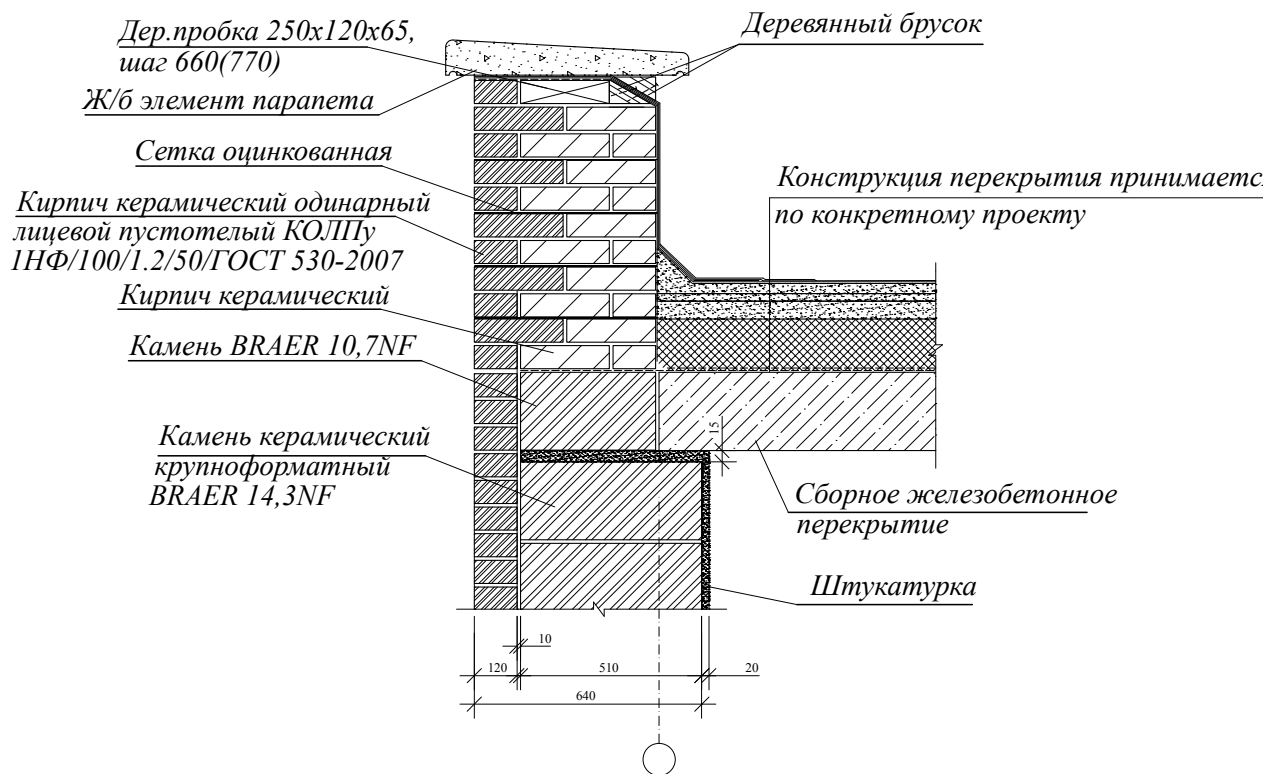 Дер.пробка 250х120х65,
шаг 660(770)
Ж/б элемент парапета
Сетка оцинкованная
Кирпич керамический одинарный
лицевой пустотелый КОЛПу
1НФ/100/1.2/50/ГОСТ 530-2007
Кирпич керамический
Камень BRAER 10,7NF
Камень керамический
крупноформатный
BRAER 14,3NF
Деревянный брусок
Конструкция перекрытия принимается
по конкретному проекту
15
Сборное железобетонное
перекрытие
Штукатурка
10
120
510
20
640